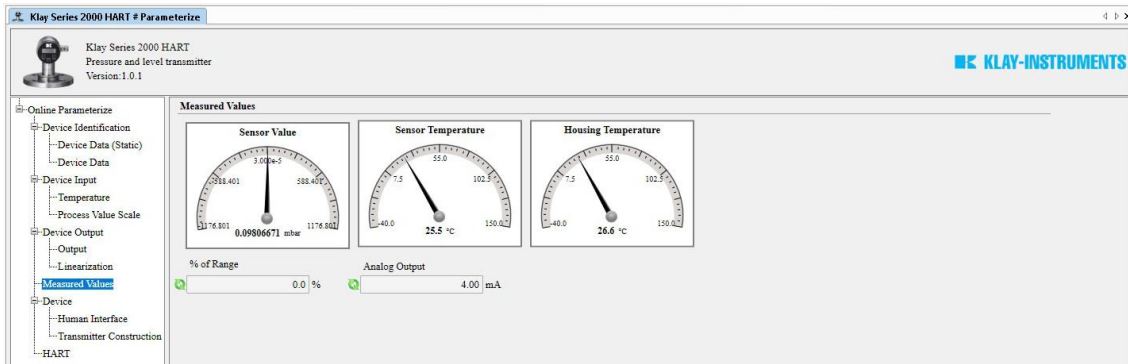 Klay Series 2000 HART # Parameterize
Klay Series 2000 HART
Pressure and level transmitter
Version:1.0.1
KLAY-INSTRUMENTS
Online Parameterize
Device Identification
Device Data (Static)
Device Data
Device Input
Temperature
Process Value Scale
Device Output
Output
Linearization
Measured Values
Device
Human Interface
Transmitter Construction
HART
Measured Values
Sensor Value
3.000e-5
-588.401 588.401
-1176.801 1176.801
0.09806671 mbar
Sensor Temperature
55.0
7.5 102.5
-40.0 150.0
25.5 °C
Housing Temperature
55.0
7.5 102.5
-40.0 150.0
26.6 °C
% of Range
0.0 %
Analog Output
4.00 mA